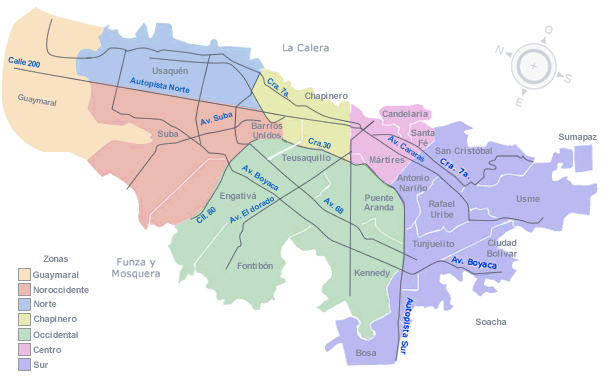 La Calera
O
N
S
E
Calle 200
Usaquén
Cra. 7a.
Autopista Norte
Guaymaral
Chapinero
Candelaria
Av. Suba
Suba
Barrios
Unidos
Santa
Fé
Av. Caracas
Cra.30
San Cristóbal
Sumapaz
Teusaquillo
Mártires
Cra. 7a.
Av. Boyaca
Antonio
Nariño
Engativá
Puente
Aranda
Rafael
Uribe
Usme
Av. 68
Av. El dorado
Cll. 80
Tunjuelito
Ciudad
Bolívar
Funza y
Mosquera
Fontibón
Kennedy
Av. Boyaca
Autopista Sur
Soacha
Bosa
Zonas
Guaymaral
Noroccidente
Norte
Chapinero
Occidental
Centro
Sur